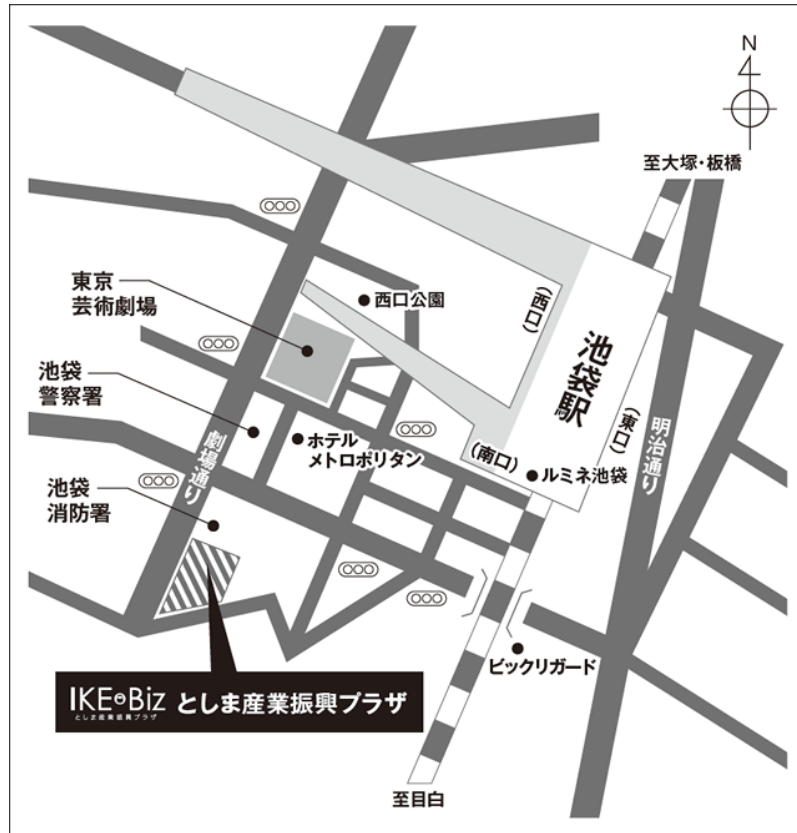 N
至大塚・板橋
東京
芸術劇場
西口公園
(西口)
池袋駅
(東口)
明治通り
池袋
警察署
ホテル
メトロポリタン
(南口)
ルミネ池袋
劇場通り
池袋
消防署
ビックリガード
IKE・Biz としま産業振興プラザ
としま産業振興プラザ
至目白